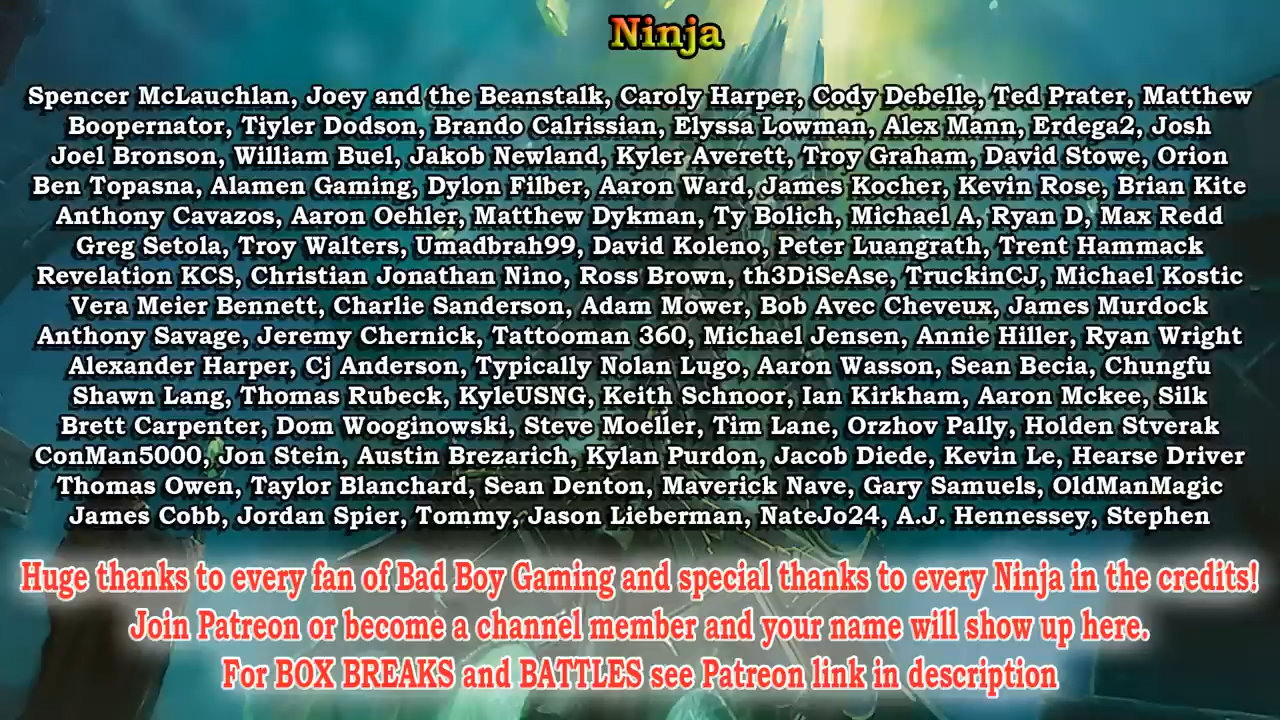 Ninja
Spencer McLauchlan, Joey and the Beanstalk, Caroly Harper, Cody Debelle, Ted Prater, Matthew
Boopernator, Tiyler Dodson, Brando Calrissian, Elyssa Lowman, Alex Mann, Erdega2, Josh
Joel Bronson, William Buel, Jakob Newland, Kyler Averett, Troy Graham, David Stowe, Orion
Ben Topasna, Alamen Gaming, Dylon Filber, Aaron Ward, James Kocher, Kevin Rose, Brian Kite
Anthony Cavazos, Aaron Oehler, Matthew Dykman, Ty Bolich, Michael A, Ryan D, Max Redd
Greg Setola, Troy Walters, Umadbrah99, David Koleno, Peter Luangrath, Trent Hammack
Revelation KCS, Christian Jonathan Nino, Ross Brown, th3DiSeAse, TruckinCJ, Michael Kostic
Vera Meier Bennett, Charlie Sanderson, Adam Mower, Bob Avec Cheveux, James Murdock
Anthony Savage, Jeremy Chernick, Tattooman 360, Michael Jensen, Annie Hiller, Ryan Wright
Alexander Harper, Cj Anderson, Typically Nolan Lugo, Aaron Wasson, Sean Becia, Chungfu
Shawn Lang, Thomas Rubeck, KyleUSNG, Keith Schnoor, Ian Kirkham, Aaron Mckee, Silk
Brett Carpenter, Dom Wooginowski, Steve Moeller, Tim Lane, Orzhov Pally, Holden Stverak
ConMan5000, Jon Stein, Austin Brezarich, Kylan Purdon, Jacob Diede, Kevin Le, Hearse Driver
Thomas Owen, Taylor Blanchard, Sean Denton, Maverick Nave, Gary Samuels, OldManMagic
James Cobb, Jordan Spier, Tommy, Jason Lieberman, NateJo24, A.J. Hennessey, Stephen
Huge thanks to every fan of Bad Boy Gaming and special thanks to every Ninja in the credits!
Join Patreon or become a channel member and your name will show up here.
For BOX BREAKS and BATTLES see Patreon link in description